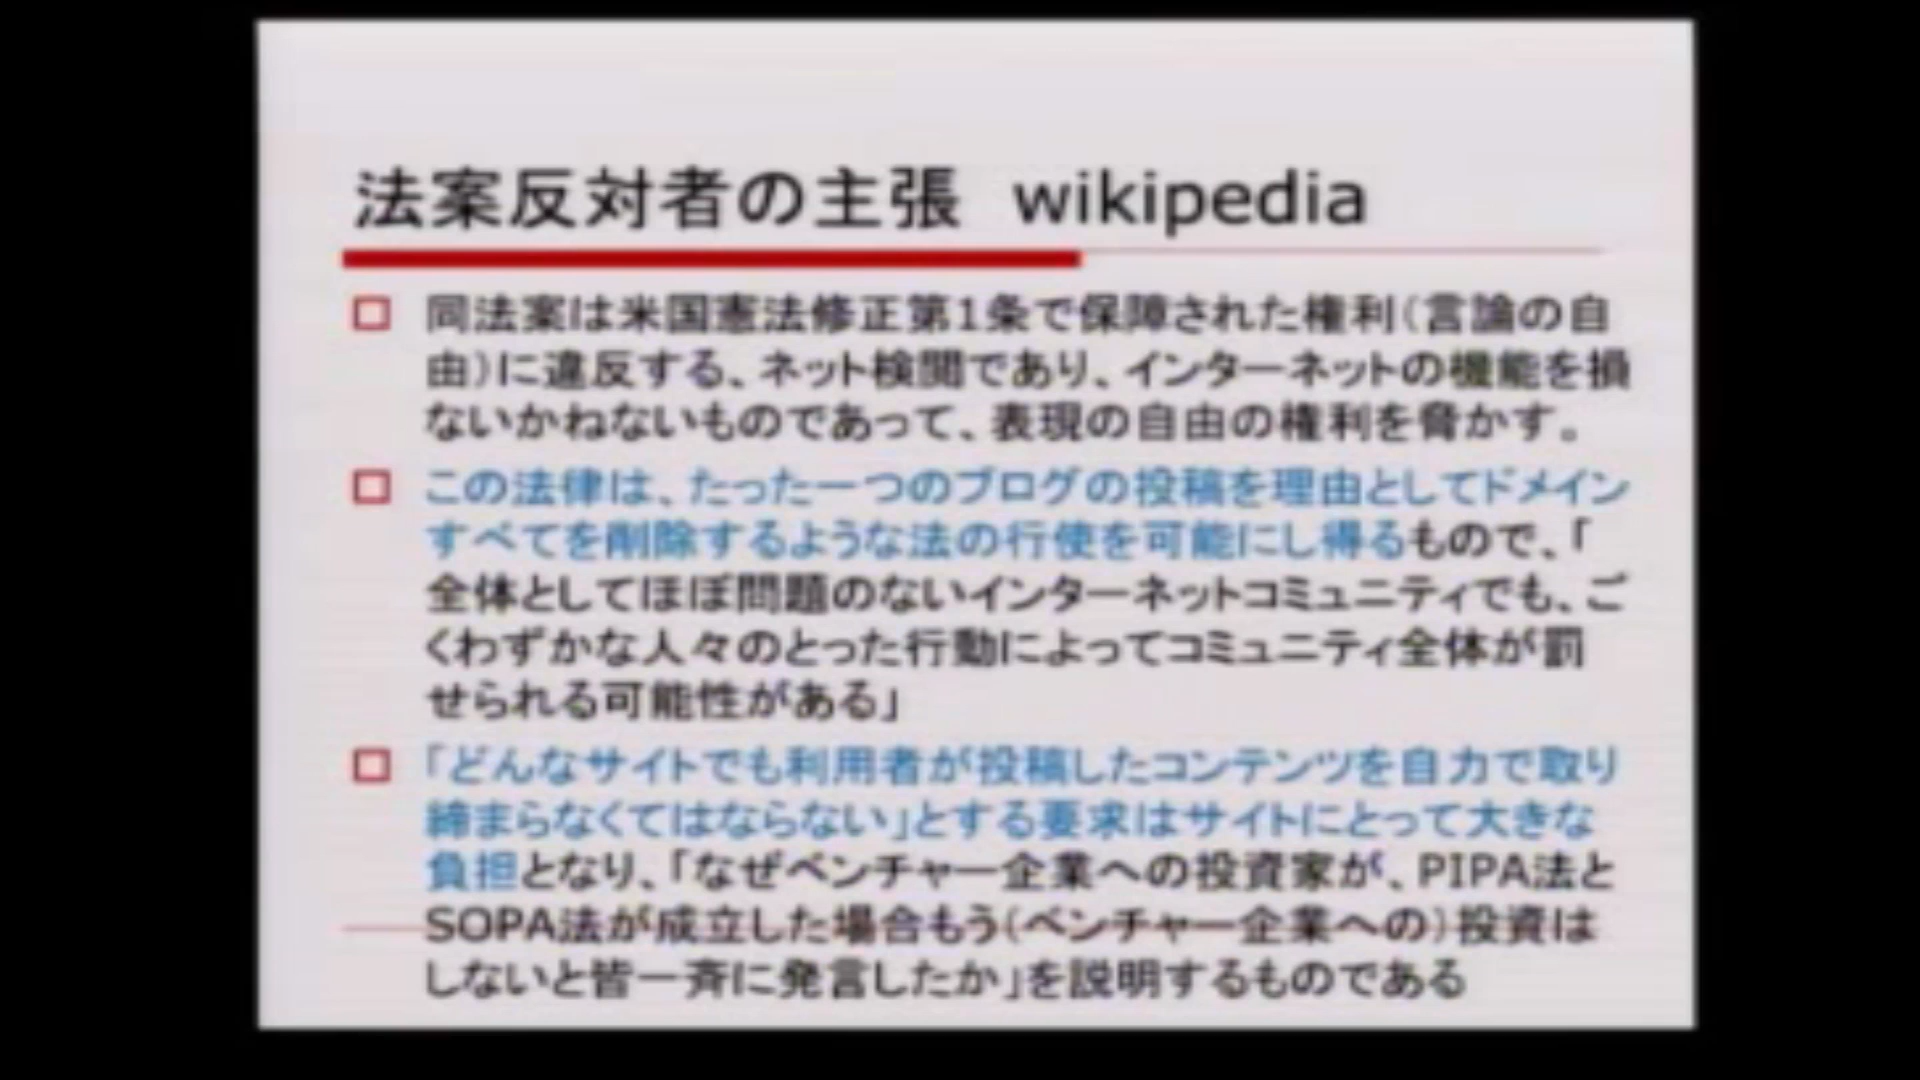 法案反対者の主張 wikipedia
同法案は米国憲法修正第1条で保障された権利(言論の自
由)に違反する、ネット検閲であり、インターネットの機能を損
ないかねないものであって、表現の自由の権利を脅かす。
この法律は、たった一つのブログの投稿を理由としてドメイン
すべてを削除するような法の行使を可能にし得るもので、「
全体としてほぼ問題のないインターネットコミュニティでも、ご
くわずかな人々のとった行動によってコミュニティ全体が罰
せられる可能性がある」
「どんなサイトでも利用者が投稿したコンテンツを自力で取り
締まらなくてはならない」とする要求はサイトにとって大きな
負担となり、「なぜベンチャー企業への投資家が、PIPA法と
SOPA法が成立した場合もう(ベンチャー企業への)投資は
しないと皆一斉に発言したか」を説明するものである